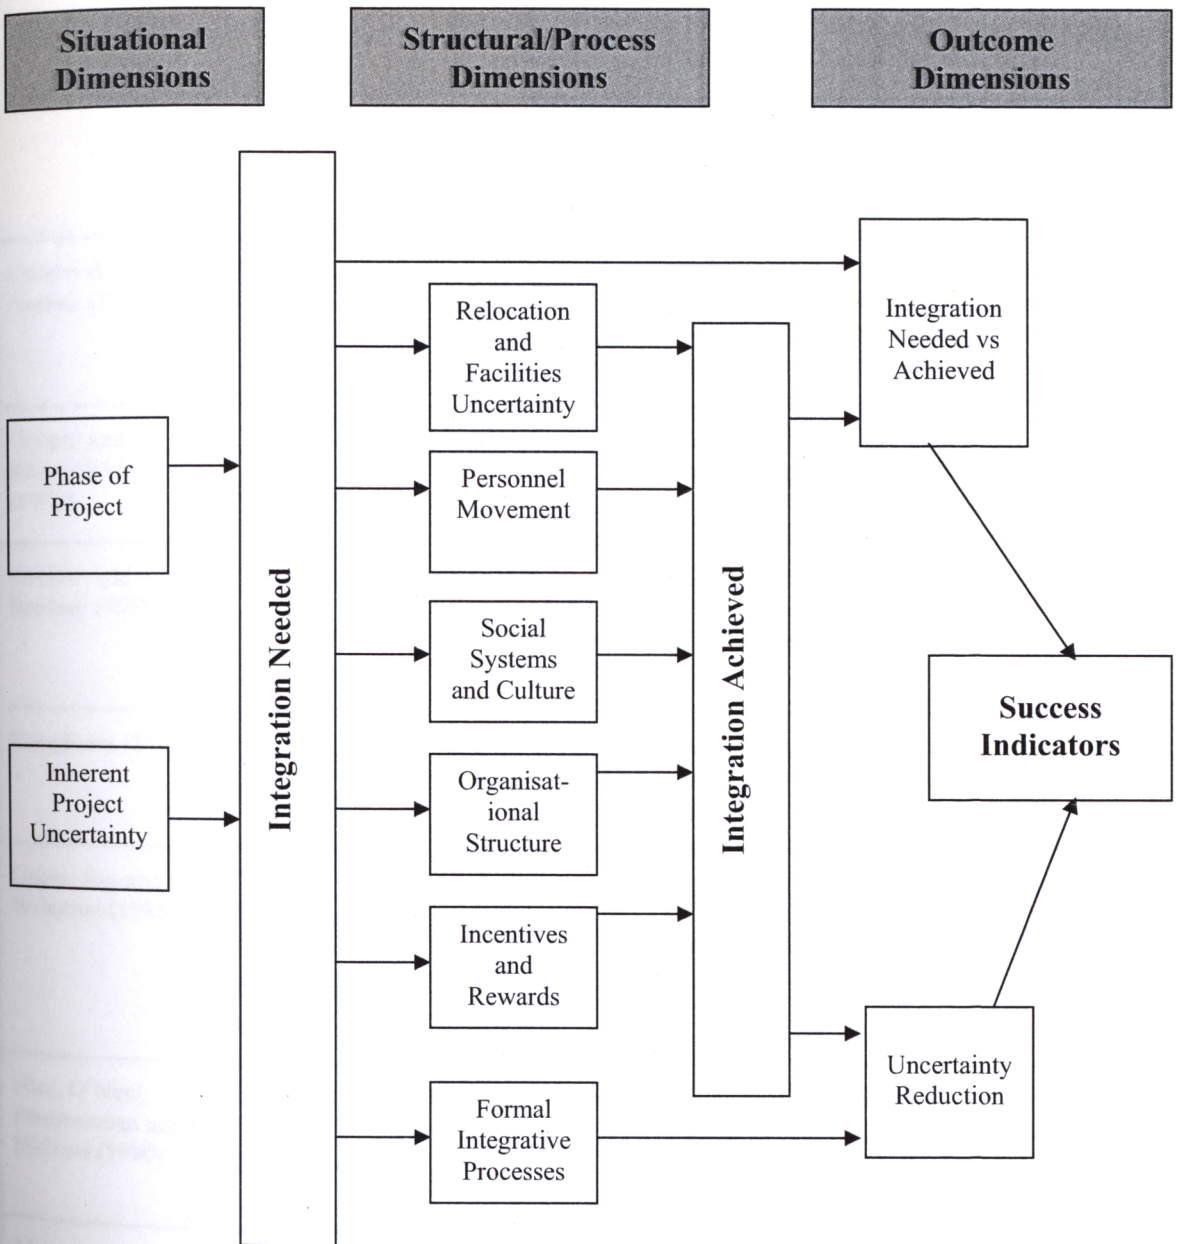 Situational
Dimensions
Structural/Process
Dimensions
Outcome
Dimensions
Integration
Needed vs
Achieved
Relocation
and
Facilities
Uncertainty
Phase of
Project
Personnel
Movement
Integration Needed
Social
Systems
and Culture
Integration Achieved
Success
Indicators
Inherent
Project
Uncertainty
Organisat-
ional
Structure
Incentives
and
Rewards
Uncertainty
Reduction
Formal
Integrative
Processes